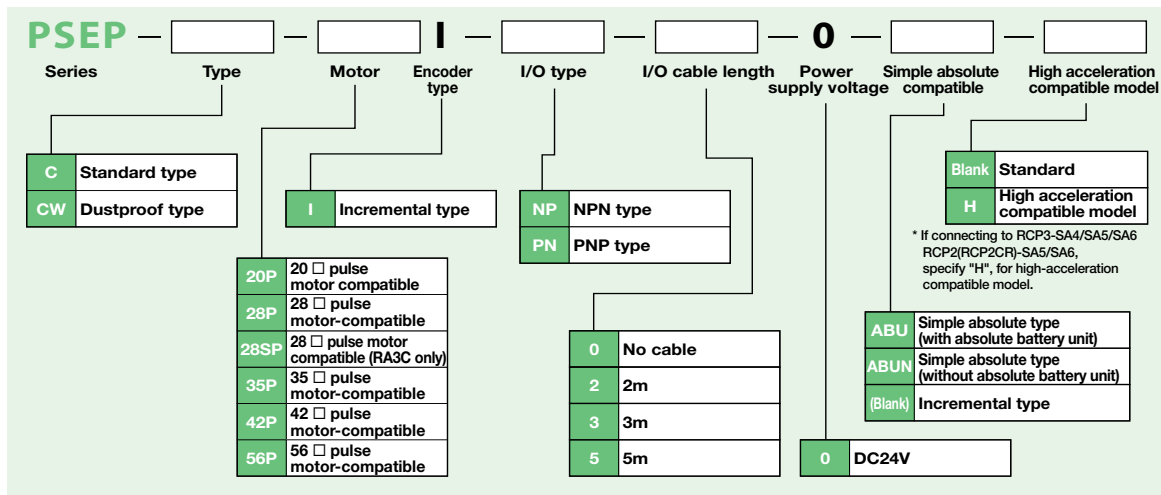 PSEP — — I — — — 0 — —
Series Type Motor Encoder type I/O type I/O cable length Power supply voltage Simple absolute compatible High acceleration compatible model
C Standard type
CW Dustproof type
20P 20 □ pulse motor compatible
28P 28 □ pulse motor-compatible
28SP 28 □ pulse motor compatible (RA3C only)
35P 35 □ pulse motor-compatible
42P 42 □ pulse motor-compatible
56P 56 □ pulse motor-compatible
I Incremental type
NP NPN type
PN PNP type
0 No cable
2 2m
3 3m
5 5m
0 DC24V
ABU Simple absolute type (with absolute battery unit)
ABUN Simple absolute type (without absolute battery unit)
(Blank) Incremental type
Blank Standard
H High acceleration compatible model
* If connecting to RCP3-SA4/SA5/SA6
RCP2(RCP2CR)-SA5/SA6,
specify "H", for high-acceleration
compatible model.